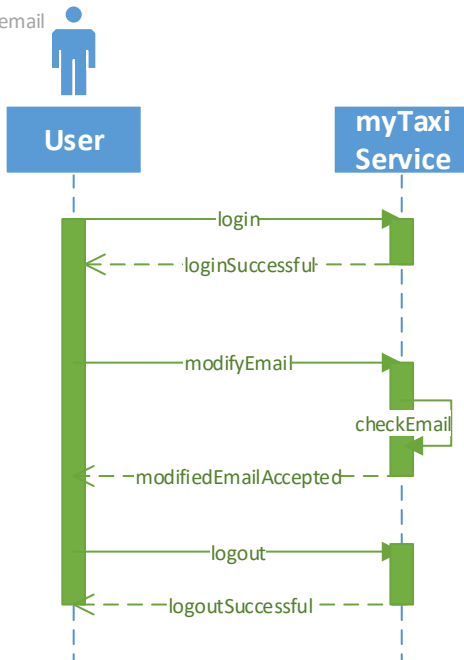 email
User
myTaxi
Service
login
loginSuccessful
modifyEmail
checkEmail
modifiedEmailAccepted
logout
logoutSuccessful